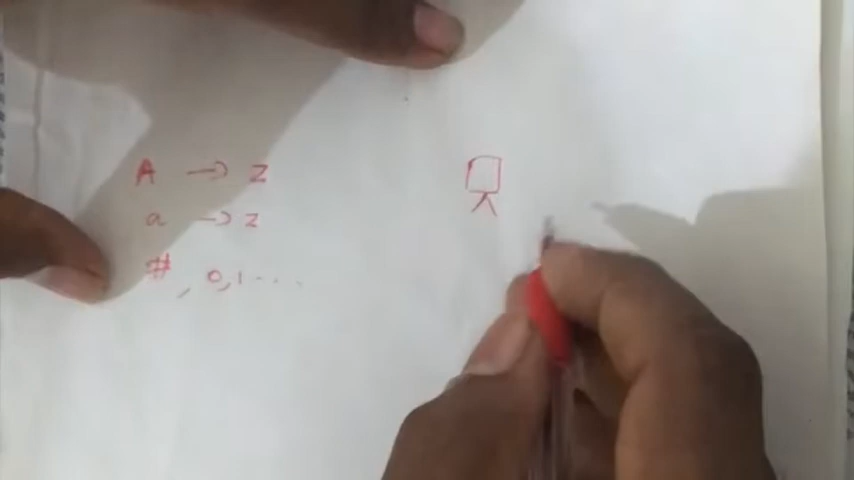 A → Z
a → z
#, 0,1....